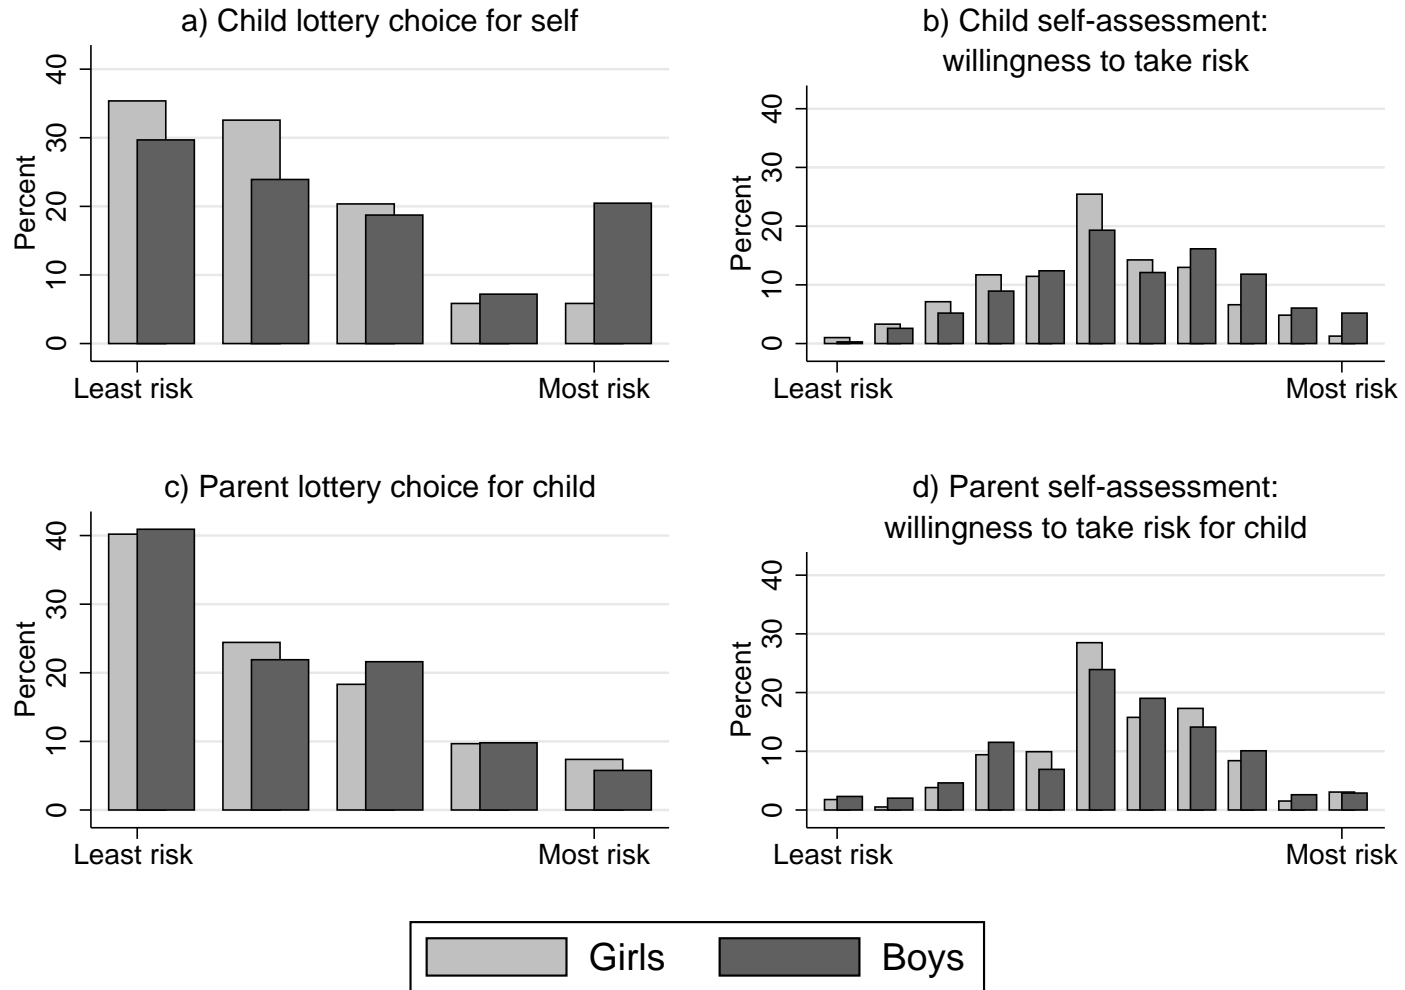 a) Child lottery choice for self
Percent
0 10 20 30 40
Least risk Most risk
b) Child self-assessment:
willingness to take risk
Percent
0 10 20 30 40
Least risk Most risk
c) Parent lottery choice for child
Percent
0 10 20 30 40
Least risk Most risk
d) Parent self-assessment:
willingness to take risk for child
Percent
0 10 20 30 40
Least risk Most risk
Girls Boys